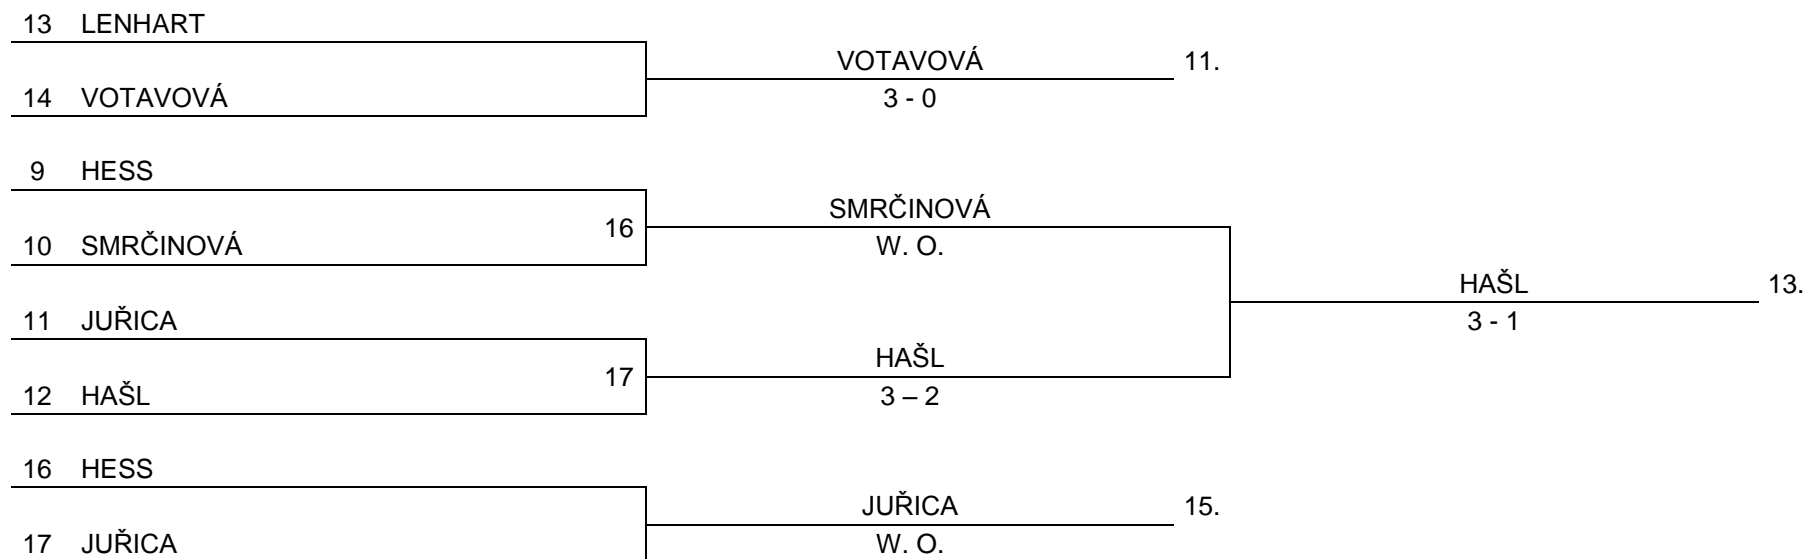 13 LENHART
VOTAVOVÁ 11.
14 VOTAVOVÁ
3 - 0
9 HESS
SMRČINOVÁ
16
10 SMRČINOVÁ
W. O.
HAŠL 13.
11 JUŘICA
3 - 1
HAŠL
17
12 HAŠL
3 – 2
16 HESS
JUŘICA 15.
17 JUŘICA
W. O.